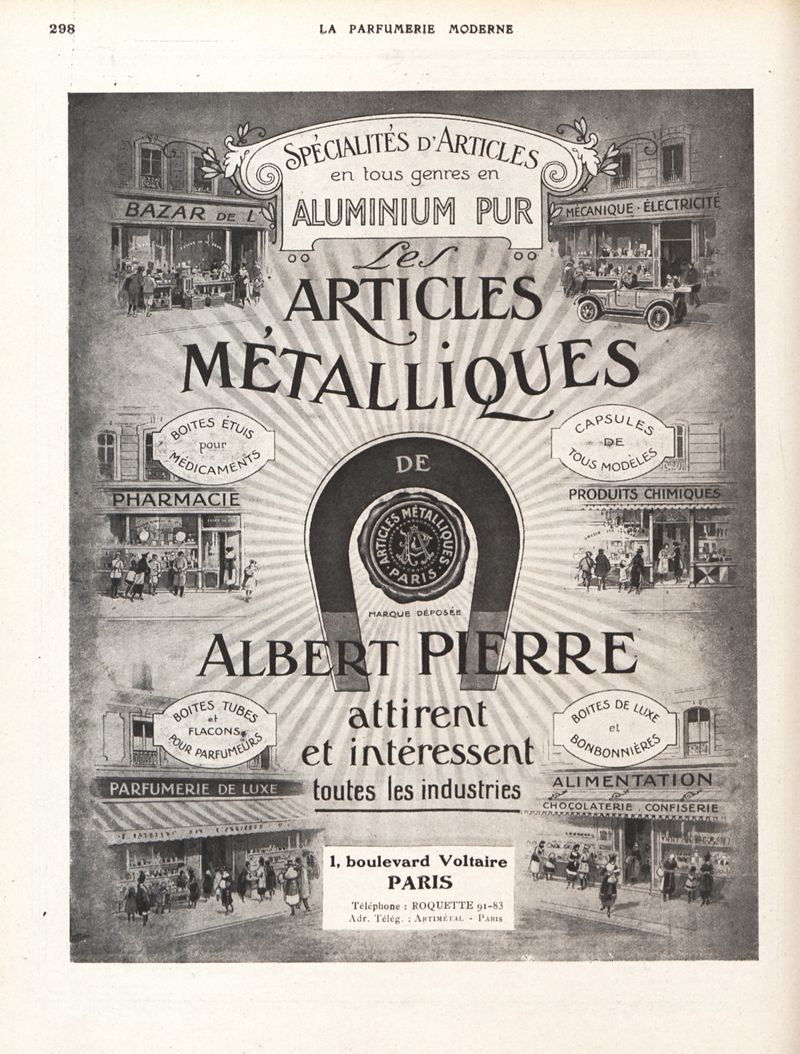 298
LA PARFUMERIE MODERNE
SPÉCIALITÉS D'ARTICLES
en tous genres en
ALUMINIUM PUR
BAZAR DE L'
MÉCANIQUE - ÉLECTRICITÉ
Les
ARTICLES
MÉTALLIQUES
BOITES ÉTUIS
pour
MÉDICAMENTS
CAPSULES
DE
TOUS MODÈLES
DE
PHARMACIE
PRODUITS CHIMIQUES
ARTICLES MÉTALLIQUES
PARIS
MARQUE DÉPOSÉE
ALBERT PIERRE
BOITES TUBES
et
FLACONS
POUR PARFUMEURS
BOITES DE LUXE
et
BONBONNIÈRES
attirent
et intéressent
toutes les industries
PARFUMERIE DE LUXE
ALIMENTATION
CHOCOLATERIE . CONFISERIE
1, boulevard Voltaire
PARIS
Téléphone : ROQUETTE 91-83
Adr. Télég. : ARTIMÉTAL - PARIS